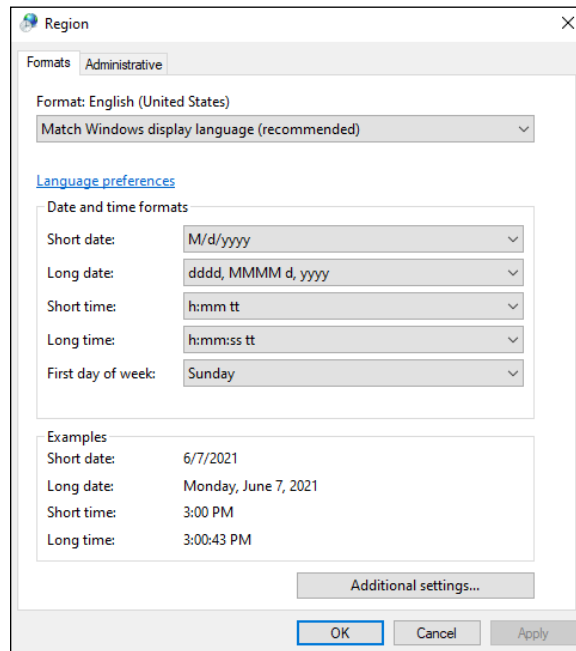 Region
Formats
Administrative
Format: English (United States)
Match Windows display language (recommended)
Language preferences
Date and time formats
Short date: M/d/yyyy
Long date: dddd, MMMM d, yyyy
Short time: h:mm tt
Long time: h:mm:ss tt
First day of week: Sunday
Examples
Short date: 6/7/2021
Long date: Monday, June 7, 2021
Short time: 3:00 PM
Long time: 3:00:43 PM
Additional settings...
OK Cancel Apply